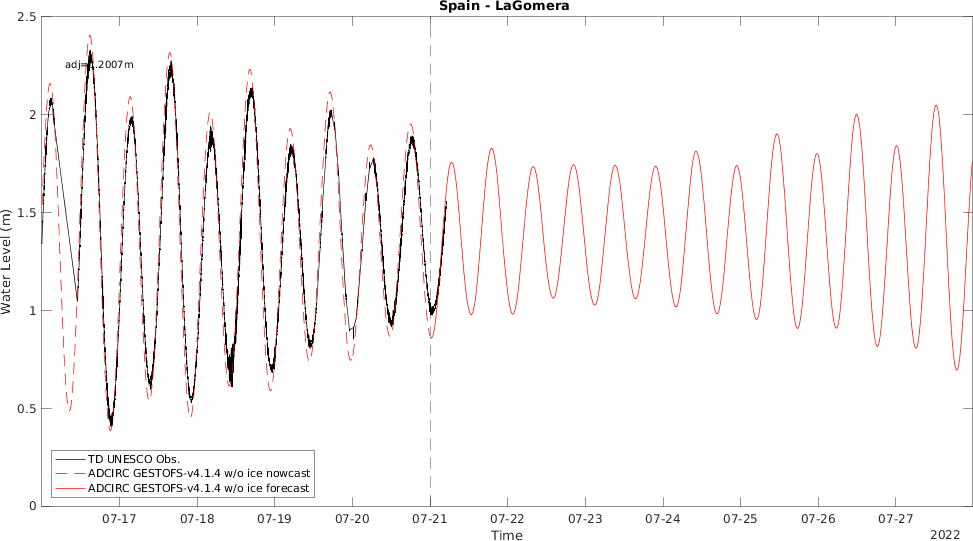 Spain - LaGomera
2.5
adj=1.2007m
2
1.5
Water Level (m)
1
0.5
TD UNESCO Obs.
ADCIRC GESTOFS-v4.1.4 w/o ice nowcast
ADCIRC GESTOFS-v4.1.4 w/o ice forecast
0
07-17 07-18 07-19 07-20 07-21 07-22 07-23 07-24 07-25 07-26 07-27
Time
2022